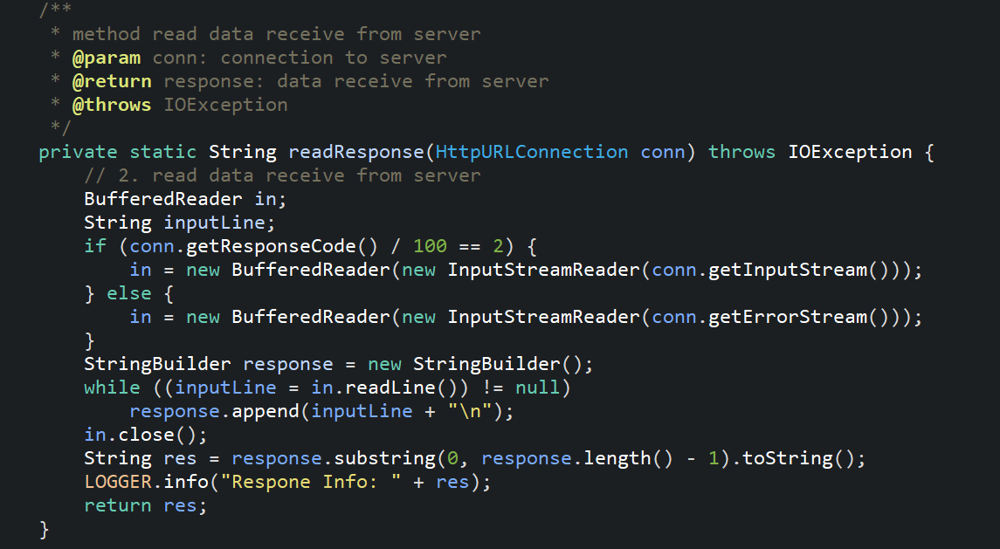 /**
 * method read data receive from server
 * @param conn: connection to server
 * @return response: data receive from server
 * @throws IOException
 */
private static String readResponse(HttpURLConnection conn) throws IOException {
    // 2. read data receive from server
    BufferedReader in;
    String inputLine;
    if (conn.getResponseCode() / 100 == 2) {
        in = new BufferedReader(new InputStreamReader(conn.getInputStream()));
    } else {
        in = new BufferedReader(new InputStreamReader(conn.getErrorStream()));
    }
    StringBuilder response = new StringBuilder();
    while ((inputLine = in.readLine()) != null)
        response.append(inputLine + "\n");
    in.close();
    String res = response.substring(0, response.length() - 1).toString();
    LOGGER.info("Respone Info: " + res);
    return res;
}